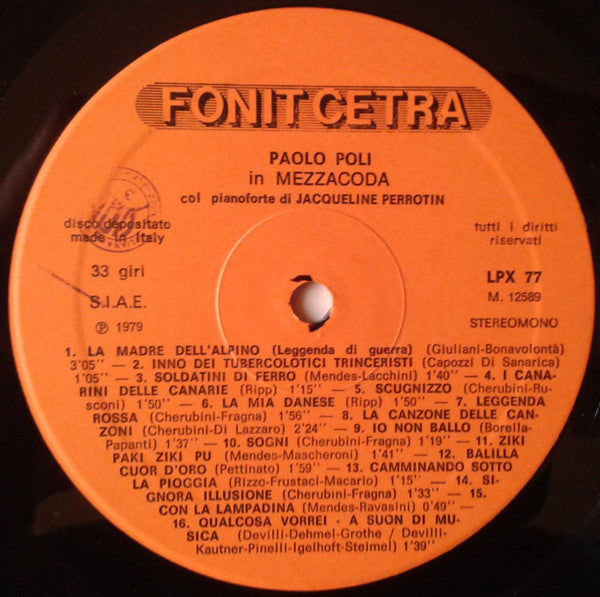 FONIT CETRA
PAOLO POLI
in MEZZACODA
col pianoforte di JACQUELINE PERROTIN
disco depositato
made in Italy
tutti i diritti
riservati
33 giri
LPX 77
S.I.A.E.
M. 12589
℗ 1979
STEREOMONO
1. LA MADRE DELL'ALPINO (Leggenda di guerra) (Giuliani-Bonavolontà)
3'05'' - 2. INNO DEI TUBERCOLOTICI TRINCERISTI (Capozzi Di Sanarica)
1'05'' - 3. SOLDATINI DI FERRO (Mendes-Lacchini) 1'40'' - 4. I CANA-
RINI DELLE CANARIE (Ripp) 1'15'' - 5. SCUGNIZZO (Cherubini-Ru-
sconi) 1'50'' - 6. LA MIA DANESE (Ripp) 1'50'' - 7. LEGGENDA
ROSSA (Cherubini-Fragna) 1'56'' - 8. LA CANZONE DELLE CAN-
ZONI (Cherubini-Di Lazzaro) 2'24'' - 9. IO NON BALLO (Borella-
Papanti) 1'37'' - 10. SOGNI (Cherubini-Fragna) 1'19'' - 11. ZIKI
PAKI ZIKI PU (Mendes-Mascheroni) 1'41'' - 12. BALILLA
CUOR D'ORO (Pettinato) 1'59'' - 13. CAMMINANDO SOTTO
LA PIOGGIA (Rizzo-Frustaci-Macario) 1'15'' - 14. SI-
GNORA ILLUSIONE (Cherubini-Fragna) 1'33'' - 15.
CON LA LAMPADINA (Mendes-Ravasini) 0'49'' -
16. QUALCOSA VORREI - A SUON DI MU-
SICA (Devilli-Dehmel-Grothe / Devilli-
Kautner-Pinelli-Igelhoft-Steimel) 1'39''